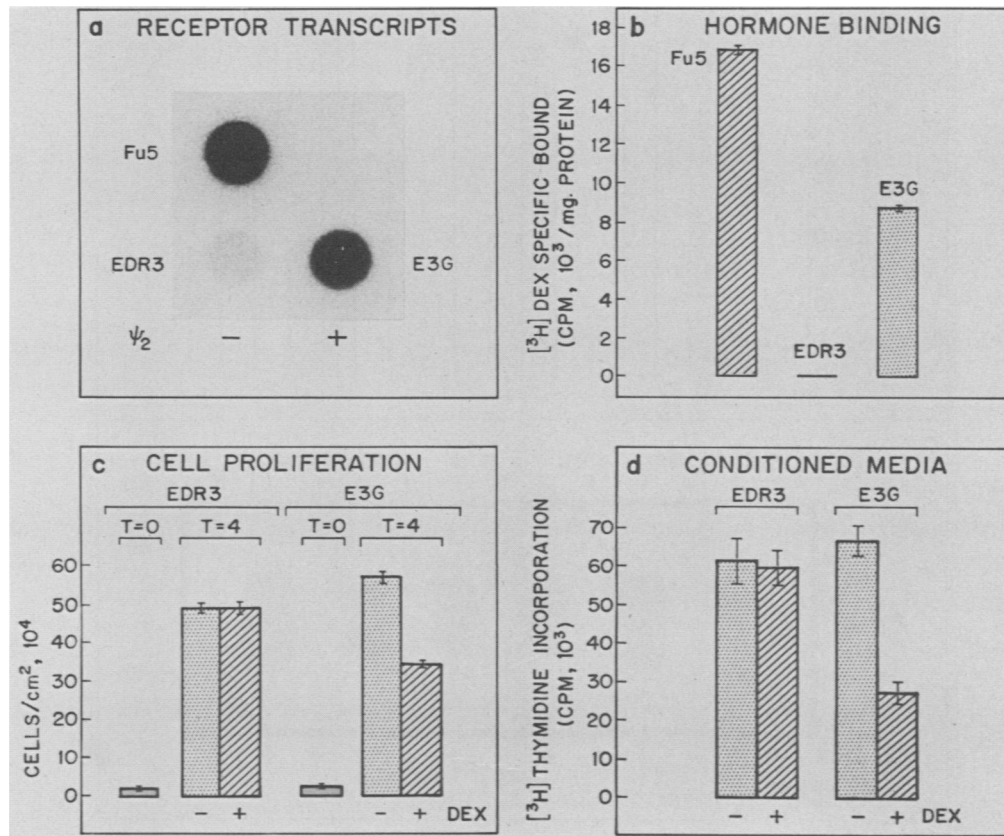 a RECEPTOR TRANSCRIPTS
Fu5
EDR3
E3G
Ψ2 − +
b HORMONE BINDING
[³H] DEX SPECIFIC BOUND
(CPM, 10³/mg. PROTEIN)
18
16
14
12
10
8
6
4
2
0
Fu5
EDR3
E3G
c CELL PROLIFERATION
EDR3 E3G
T=0 T=4 T=0 T=4
CELLS/cm², 10⁴
60
50
40
30
20
10
0
− + − + DEX
d CONDITIONED MEDIA
EDR3 E3G
[³H] THYMIDINE INCORPORATION
(CPM, 10³)
70
60
50
40
30
20
10
0
− + − + DEX